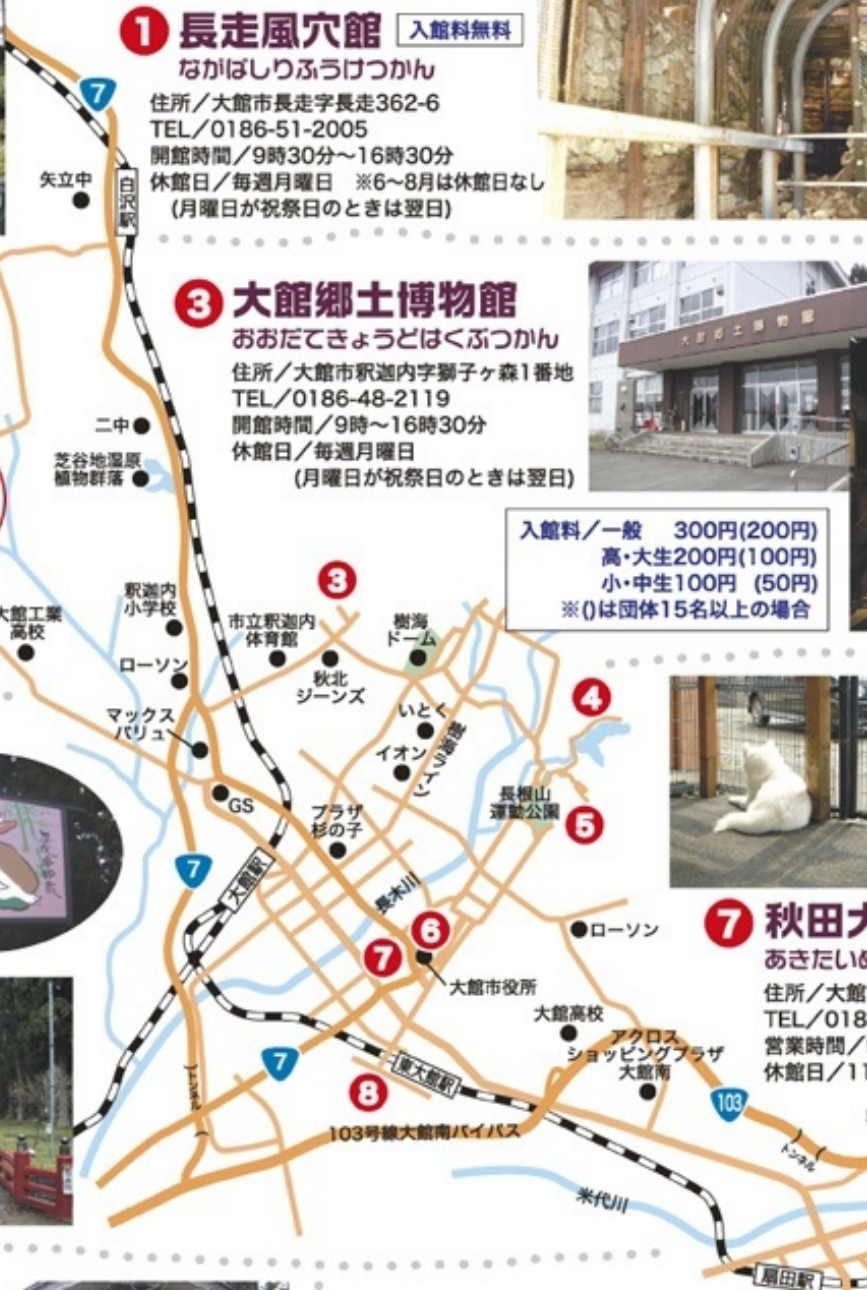 1 長走風穴館 入館料無料
ながばしりふうけつかん
住所/大館市長走字長走362-6
TEL/0186-51-2005
開館時間/9時30分~16時30分
休館日/毎週月曜日 ※6~8月は休館日なし
(月曜日が祝祭日のときは翌日)
7
矢立中
白沢駅
3 大館郷土博物館
おおだてきょうどはくぶつかん
住所/大館市釈迦内字獅子ヶ森1番地
TEL/0186-48-2119
開館時間/9時~16時30分
休館日/毎週月曜日
(月曜日が祝祭日のときは翌日)
大館郷土博物館
入館料/一般 300円(200円)
高・大生200円(100円)
小・中生100円 (50円)
※()は団体15名以上の場合
二中
芝谷地湿原
植物群落
3
釈迦内
小学校
大館工業
高校
市立釈迦内
体育館
樹海
ドーム
ローソン
秋北
ジーンズ
4
マックス
バリュー
いとく
樹海ライン
イオン
GS
プラザ
杉の子
長根山
運動公園
5
7
大館駅
長木川
6
7
ローソン
大館市役所
7 秋田犬
あきたいぬ
住所/大館
TEL/018
営業時間/
休館日/11
大館高校
アクロス
ショッピングプラザ
大館南
7
東大館駅
8
103
トンネル
103号線大館南バイパス
トンネル
米代川
扇田駅